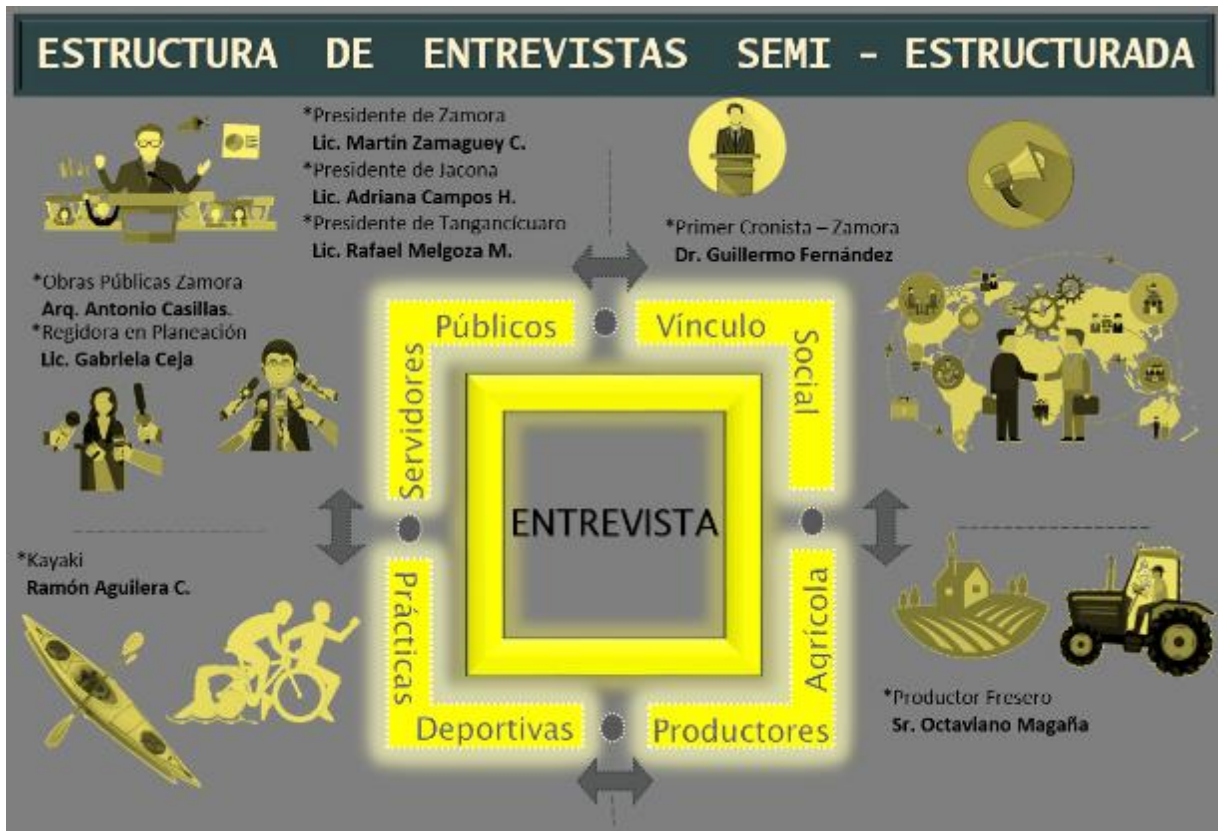 ESTRUCTURA DE ENTREVISTAS SEMI - ESTRUCTURADA
*Presidente de Zamora
Lic. Martín Zamaguey C.
*Presidente de Jacona
Lic. Adriana Campos H.
*Presidente de Tangancícuaro
Lic. Rafael Melgoza M.
*Primer Cronista – Zamora
Dr. Guillermo Fernández
*Obras Públicas Zamora
Arq. Antonio Casillas.
*Regidora en Planeación
Lic. Gabriela Ceja
Servidores
Públicos
Vínculo
Social
ENTREVISTA
*Kayaki
Ramón Aguilera C.
Prácticas
Deportivas
Productores
Agrícola
*Productor Fresero
Sr. Octaviano Magaña